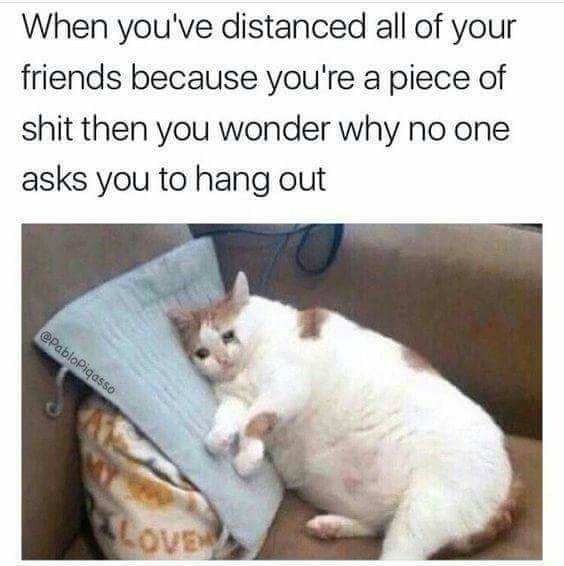 When you've distanced all of your
friends because you're a piece of
shit then you wonder why no one
asks you to hang out
@PabloPiqasso
MY
LOVE